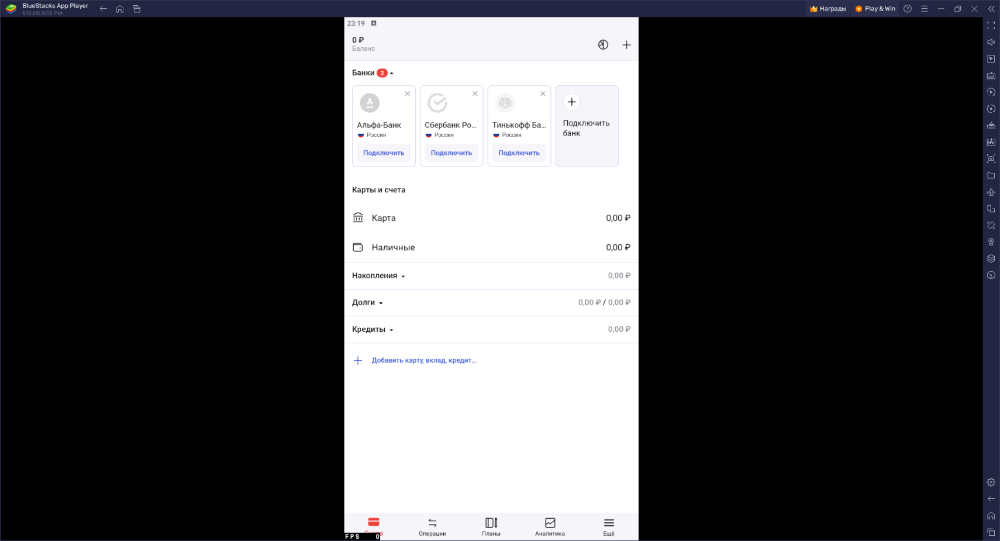 BlueStacks App Player
5.10.210.1003 P64
Награды
Play & Win
23:19
0 ₽
Баланс
Банки 3
Альфа-Банк
Россия
Подключить
Сбербанк Ро...
Россия
Подключить
Тинькофф Ба...
Россия
Подключить
Подключить
банк
Карты и счета
Карта 0,00 ₽
Наличные 0,00 ₽
Накопления 0,00 ₽
Долги 0,00 ₽ / 0,00 ₽
Кредиты 0,00 ₽
Добавить карту, вклад, кредит...
Операции
Планы
Аналитика
Ещё
FPS 0